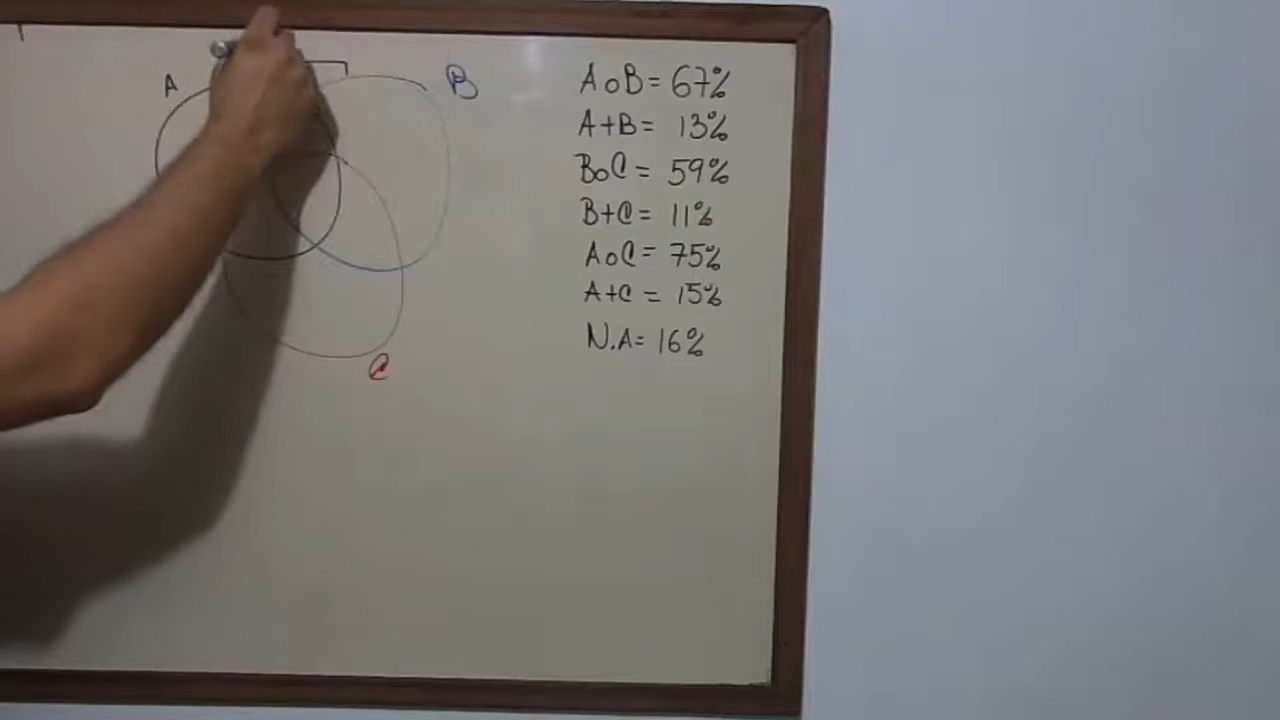 A
B
C
AoB = 67%
A+B = 13%
BoC = 59%
B+C = 11%
AoC = 75%
A+C = 15%
N.A = 16%